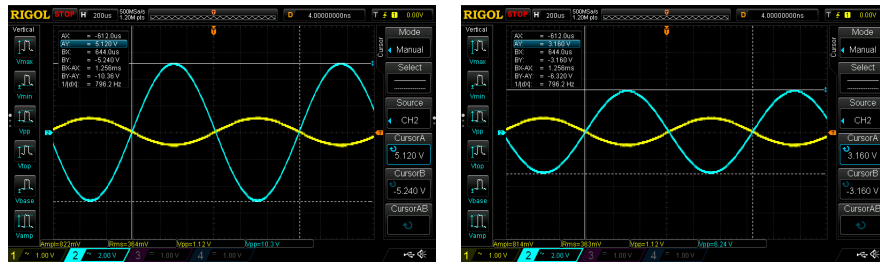 RIGOL STOP H 200us 500MSa/s 1.20M pts D 4.00000000ns T 1 0.00V
Vertical
Vmax
Vmin
Vpp
Vtop
Vbase
Vamp
AX = -612.0us
AY = 5.120 V
BX = 644.0us
BY = -5.240 V
BX-AX = 1.256ms
BY-AY = -10.36 V
1/|dX| = 796.2 Hz
Cursor
Mode
Manual
Select
Source
CH2
CursorA
5.120 V
CursorB
-5.240 V
CursorAB
Ampl=822mV Rms=364mV Vpp=1.12 V Vpp=10.3 V
1 ~ 1.00 V 2 ~ 2.00 V 3 = 1.00 V 4 = 1.00 V
RIGOL STOP H 200us 500MSa/s 1.20M pts D 4.00000000ns T 1 0.00V
Vertical
Vmax
Vmin
Vpp
Vtop
Vbase
Vamp
AX = -612.0us
AY = 3.160 V
BX = 644.0us
BY = -3.160 V
BX-AX = 1.256ms
BY-AY = -6.320 V
1/|dX| = 796.2 Hz
Cursor
Mode
Manual
Select
Source
CH2
CursorA
3.160 V
CursorB
-3.160 V
CursorAB
Ampl=814mV Rms=363mV Vpp=1.12 V Vpp=6.24 V
1 ~ 1.00 V 2 ~ 2.00 V 3 = 1.00 V 4 = 1.00 V